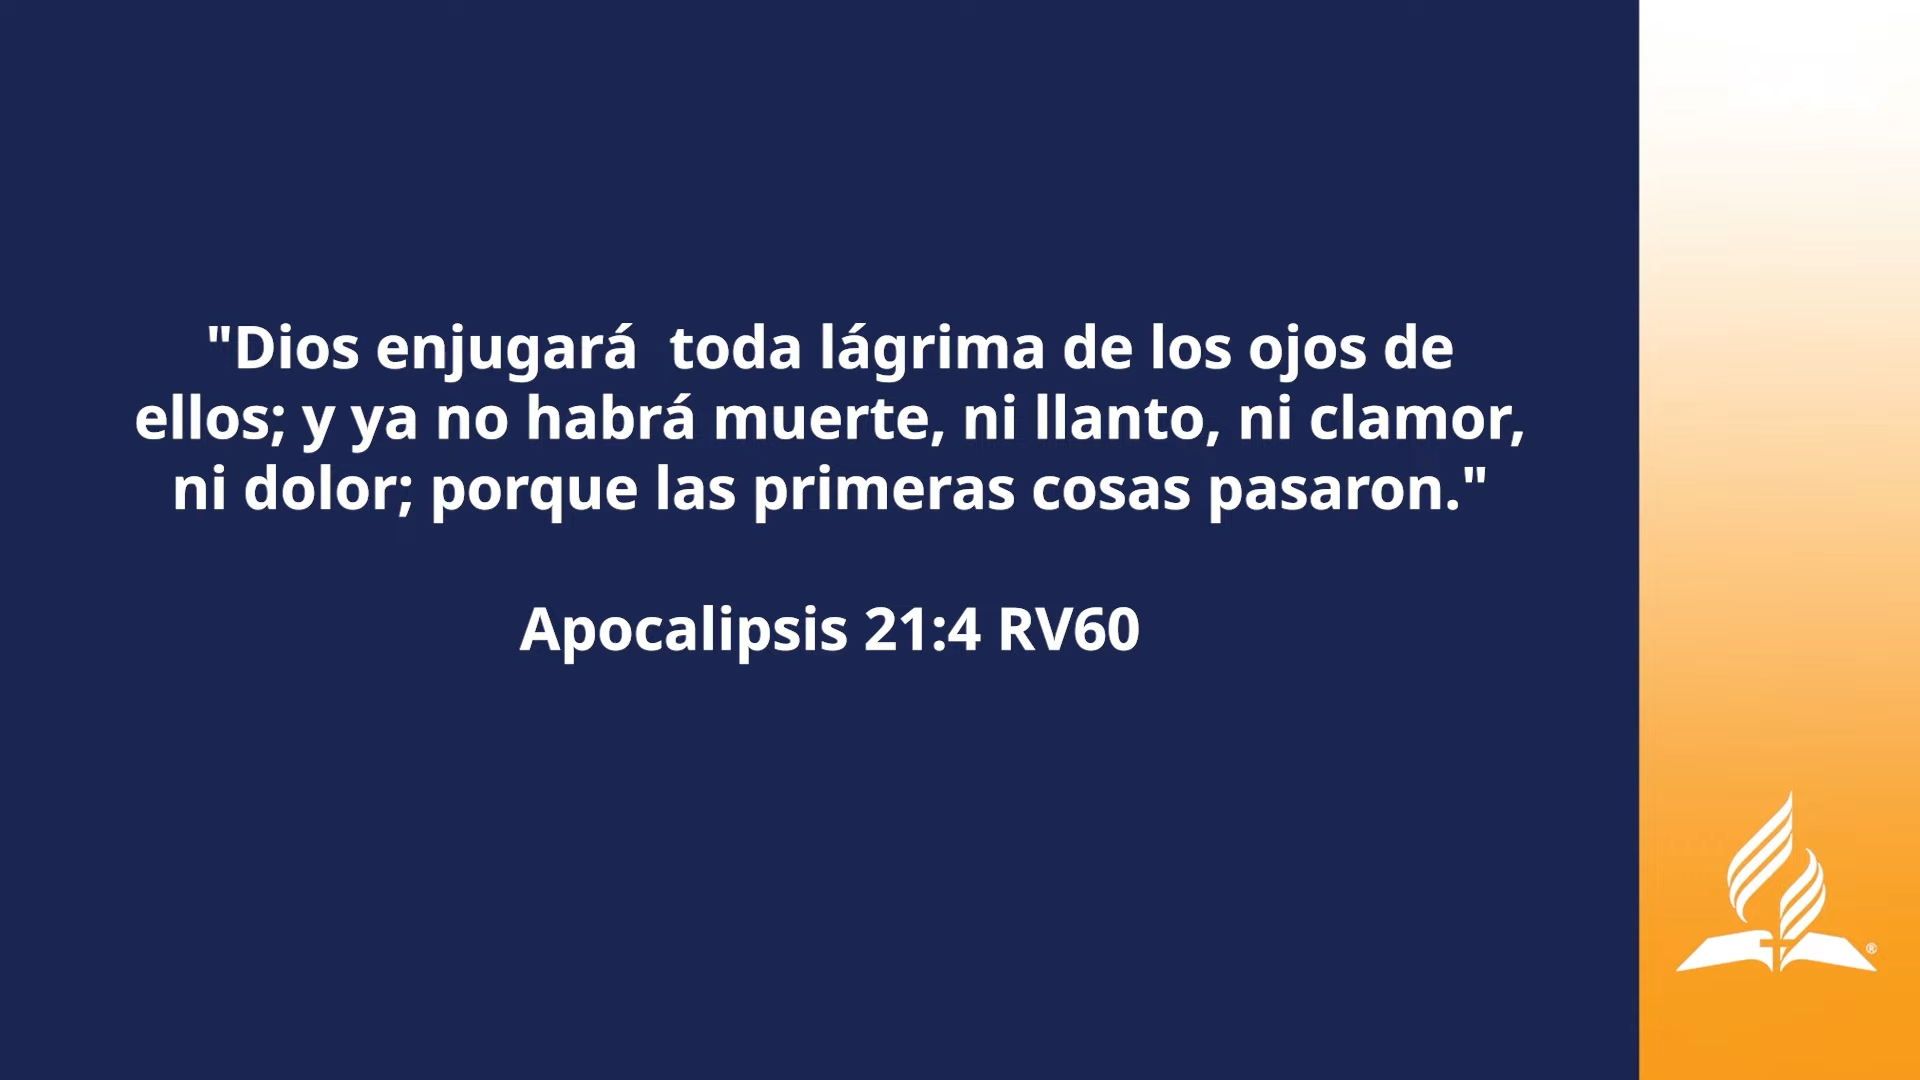 "Dios enjugará  toda lágrima de los ojos de
ellos; y ya no habrá muerte, ni llanto, ni clamor,
ni dolor; porque las primeras cosas pasaron."
Apocalipsis 21:4 RV60
®